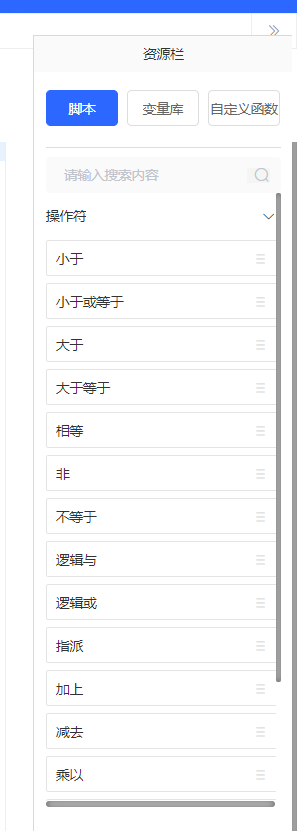 资源栏
脚本 变量库 自定义函数
请输入搜索内容
操作符
小于
小于或等于
大于
大于等于
相等
非
不等于
逻辑与
逻辑或
指派
加上
减去
乘以